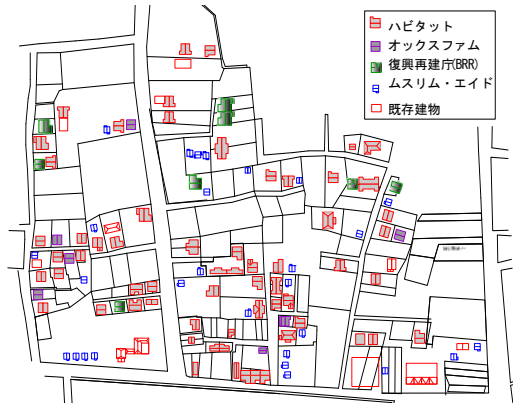 ハビタット
オックスファム
復興再建庁(BRR)
ムスリム・エイド
既存建物